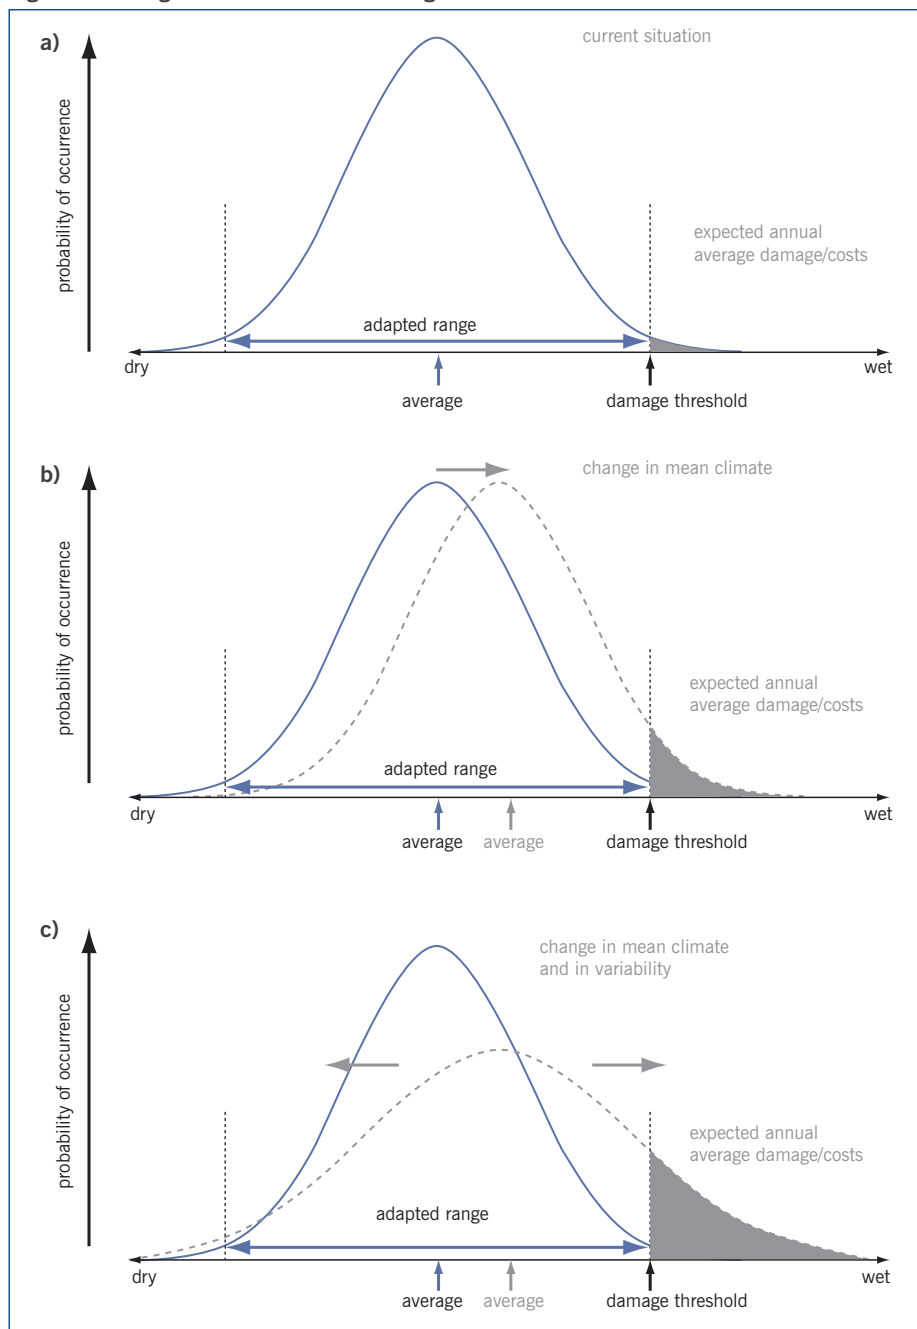 a)
current situation
probability of occurrence
expected annual
average damage/costs
adapted range
dry
wet
average
damage threshold
b)
change in mean climate
probability of occurrence
expected annual
average damage/costs
adapted range
dry
wet
average
average
damage threshold
c)
change in mean climate
and in variability
probability of occurrence
expected annual
average damage/costs
adapted range
dry
wet
average
average
damage threshold